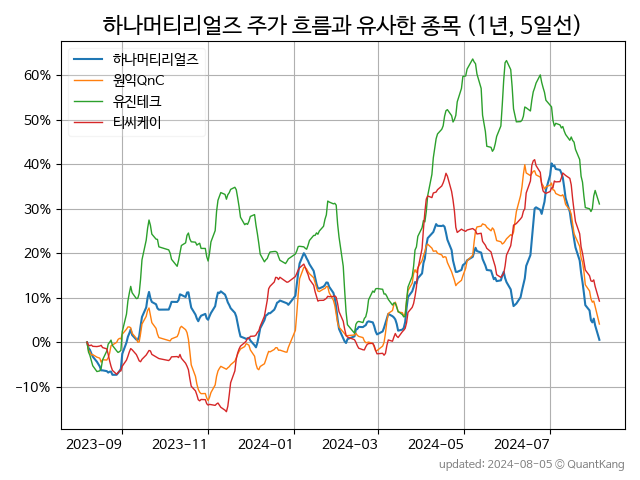 하나머티리얼즈 주가 흐름과 유사한 종목 (1년, 5일선)
하나머티리얼즈
원익QnC
유진테크
티씨케이
60%
50%
40%
30%
20%
10%
0%
−10%
2023-09 2023-11 2024-01 2024-03 2024-05 2024-07
updated: 2024-08-05 © QuantKang